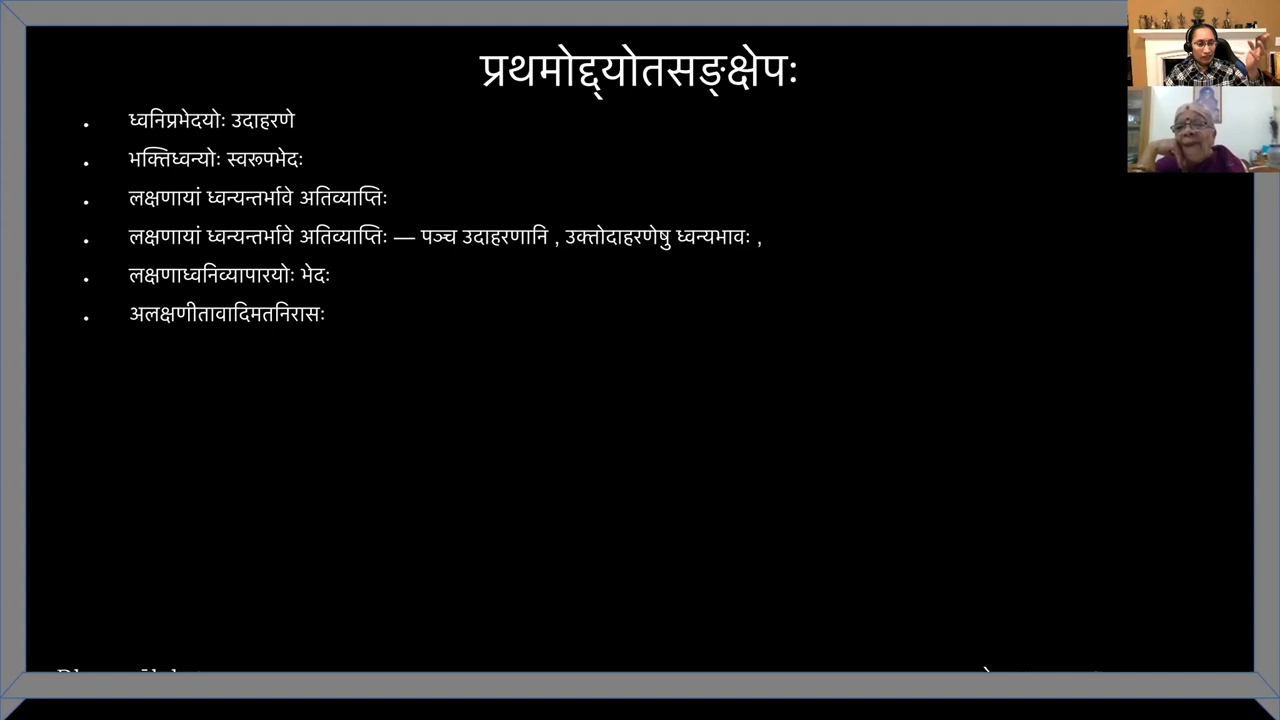 प्रथमोद्द्योतसङ्क्षेपः
• ध्वनिप्रभेदयोः उदाहरणे
• भक्तिध्वन्योः स्वरूपभेदः
• लक्षणायां ध्वन्यन्तर्भावे अतिव्याप्तिः
• लक्षणायां ध्वन्यन्तर्भावे अतिव्याप्तिः — पञ्च उदाहरणानि , उक्तोदाहरणेषु ध्वन्यभावः ,
• लक्षणाध्वनिव्यापारयोः भेदः
• अलक्षणीतावादिमतनिरासः